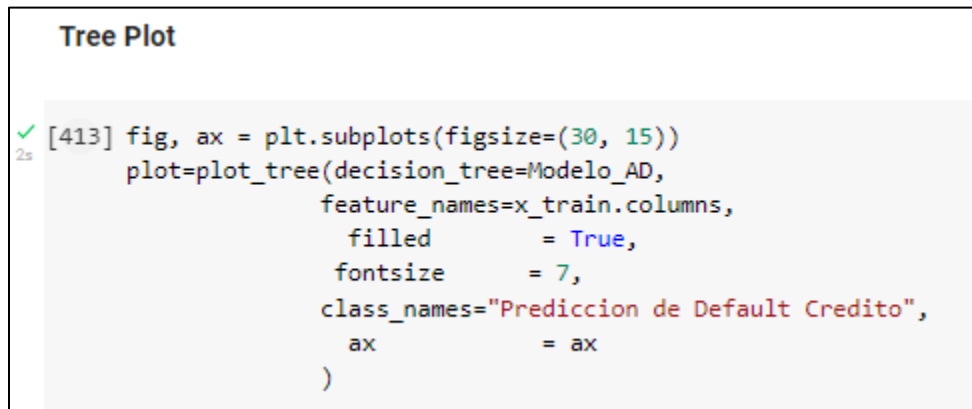 Tree Plot
[413] fig, ax = plt.subplots(figsize=(30, 15))
2s
plot=plot_tree(decision_tree=Modelo_AD,
feature_names=x_train.columns,
filled = True,
fontsize = 7,
class_names="Prediccion de Default Credito",
ax = ax
)